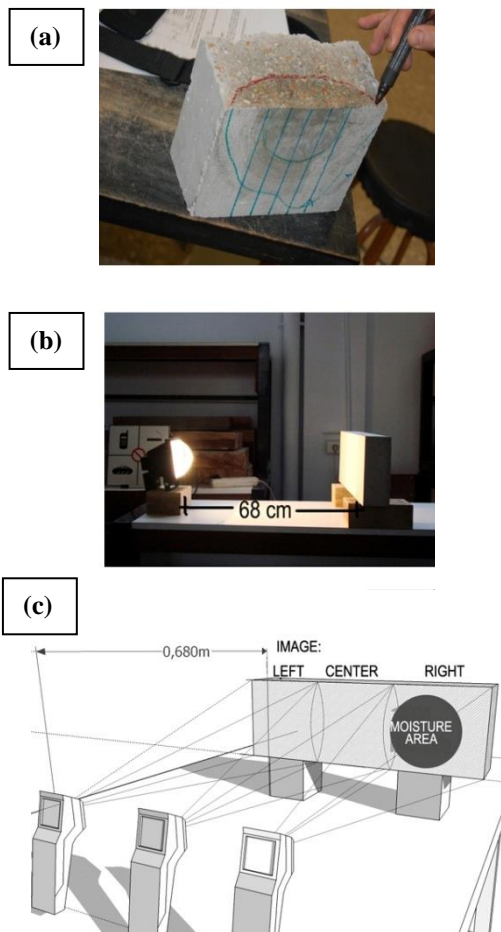 (a)
(b)
68 cm
(c)
0,680m
IMAGE:
LEFT CENTER RIGHT
MOISTURE
AREA